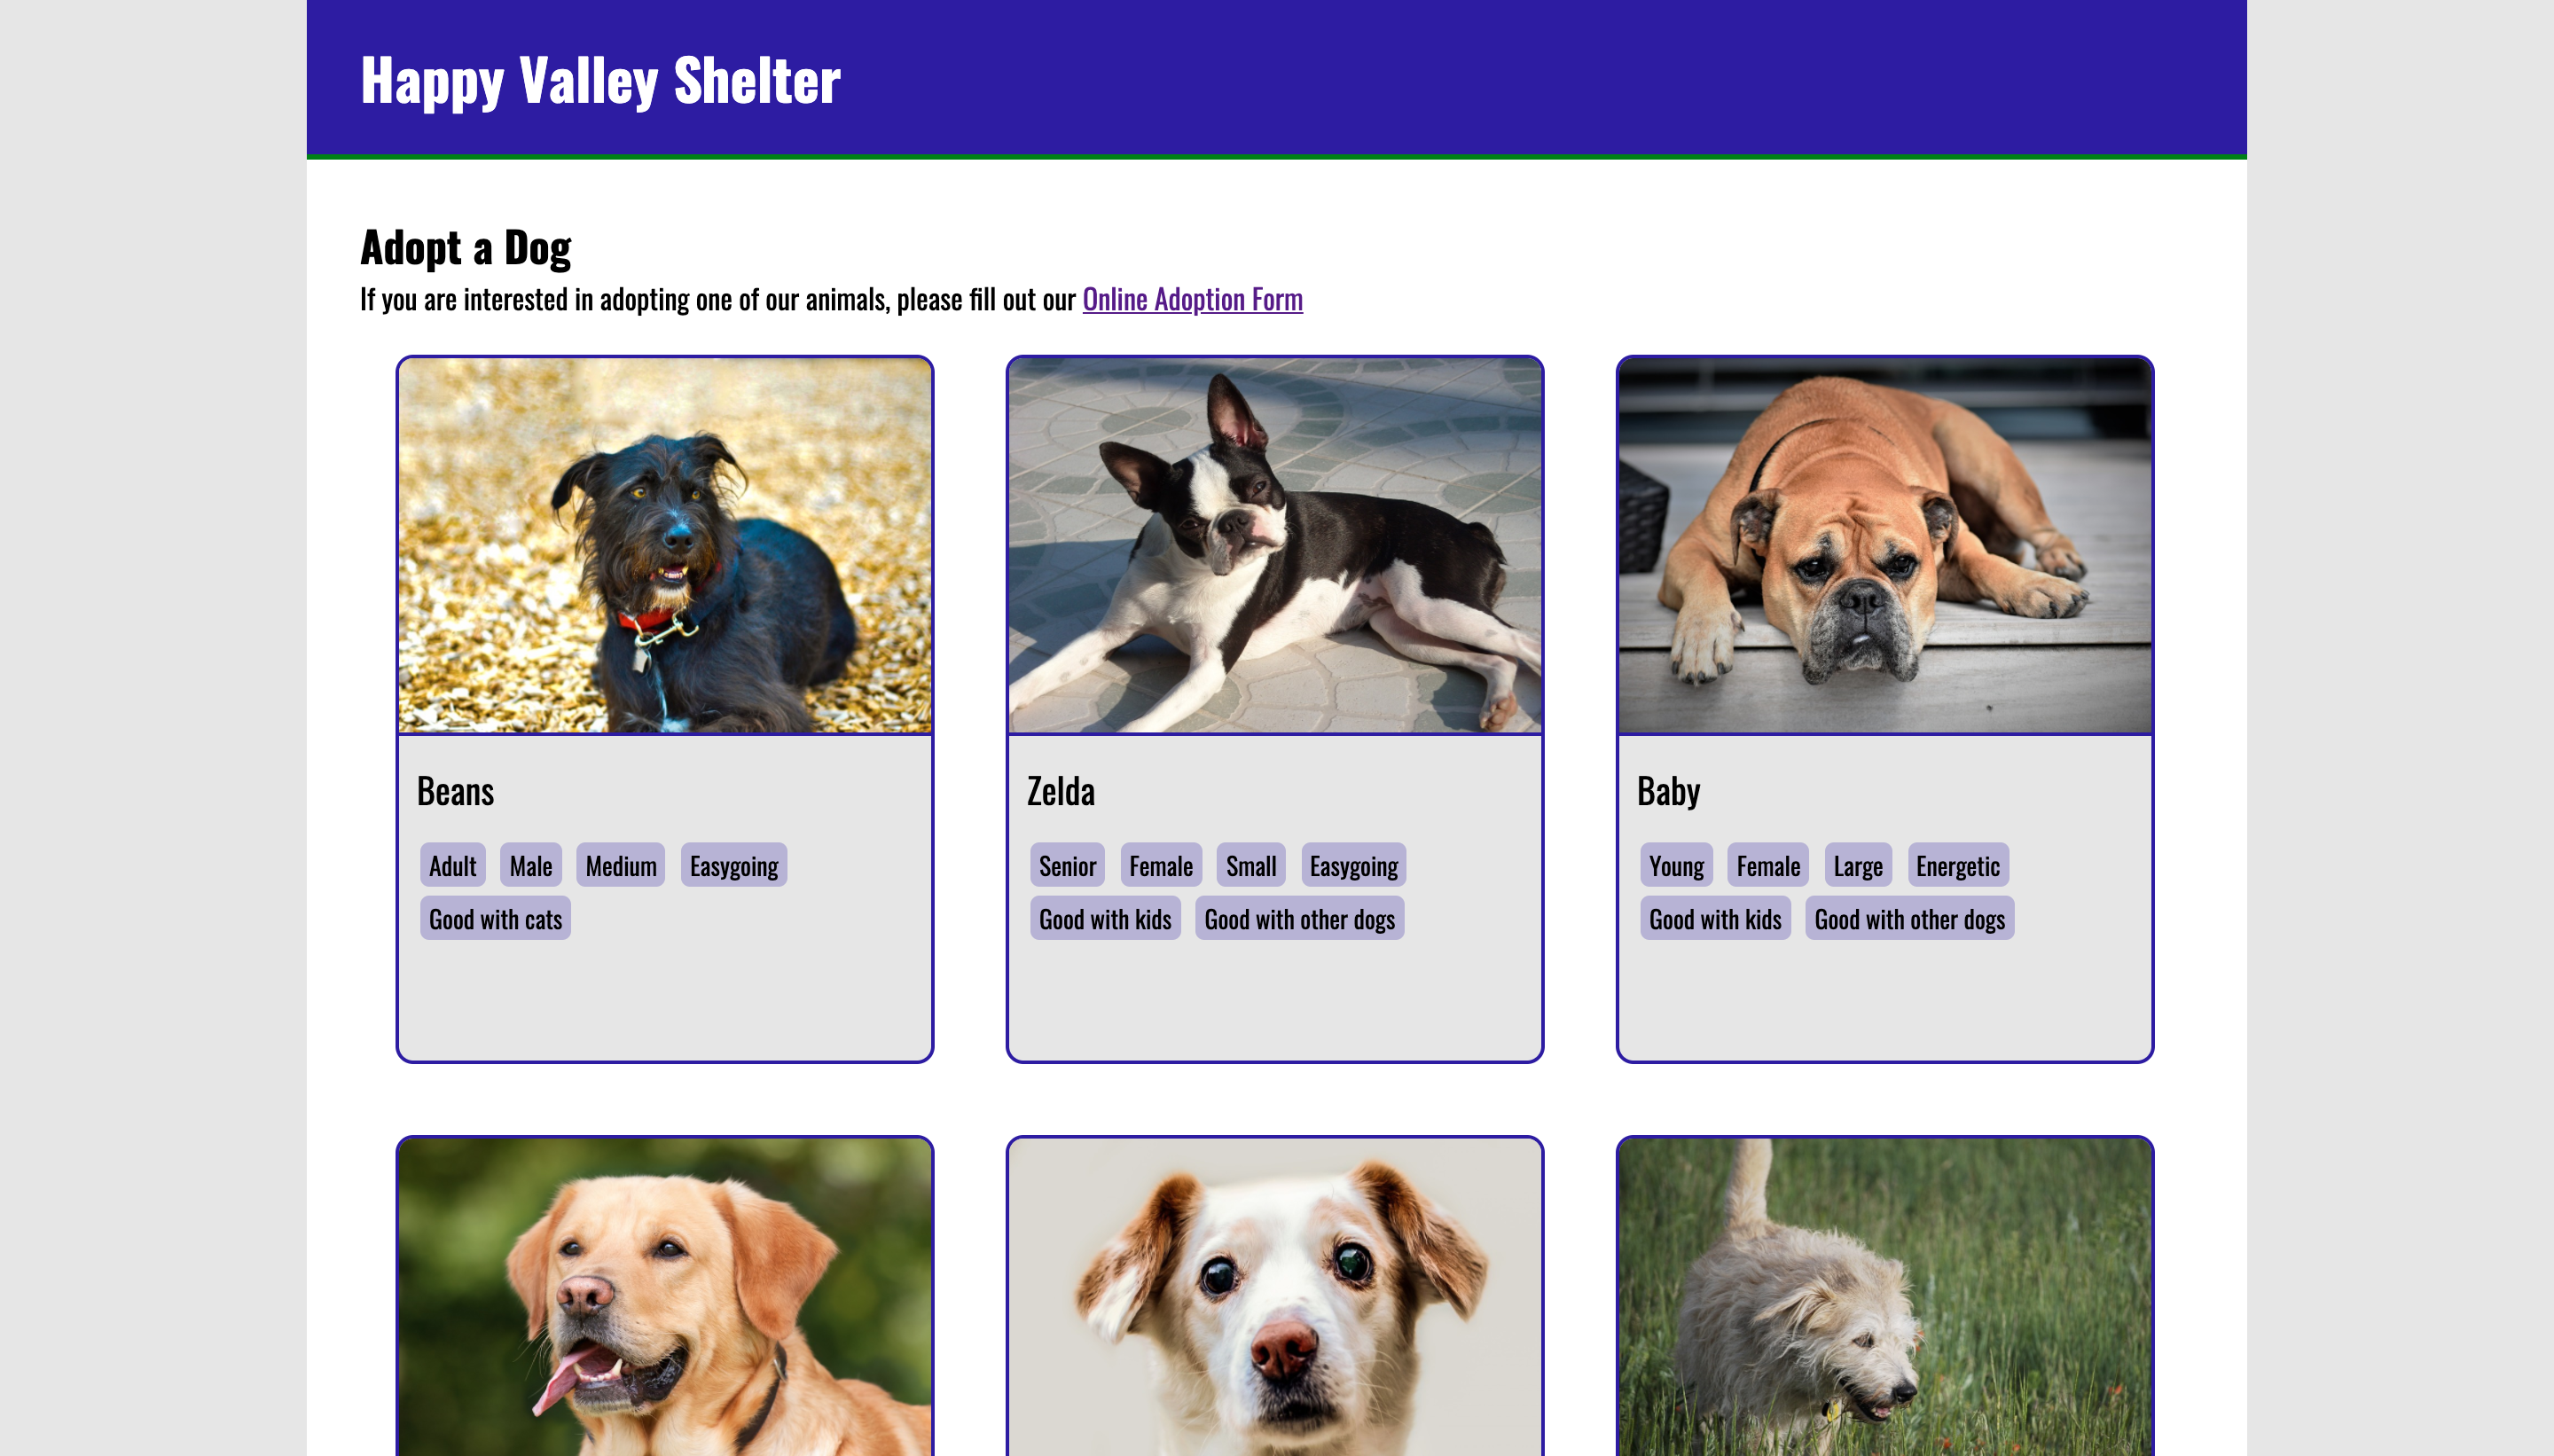 Happy Valley Shelter
Adopt a Dog
If you are interested in adopting one of our animals, please fill out our Online Adoption Form
Beans
Adult Male Medium Easygoing
Good with cats
Zelda
Senior Female Small Easygoing
Good with kids Good with other dogs
Baby
Young Female Large Energetic
Good with kids Good with other dogs